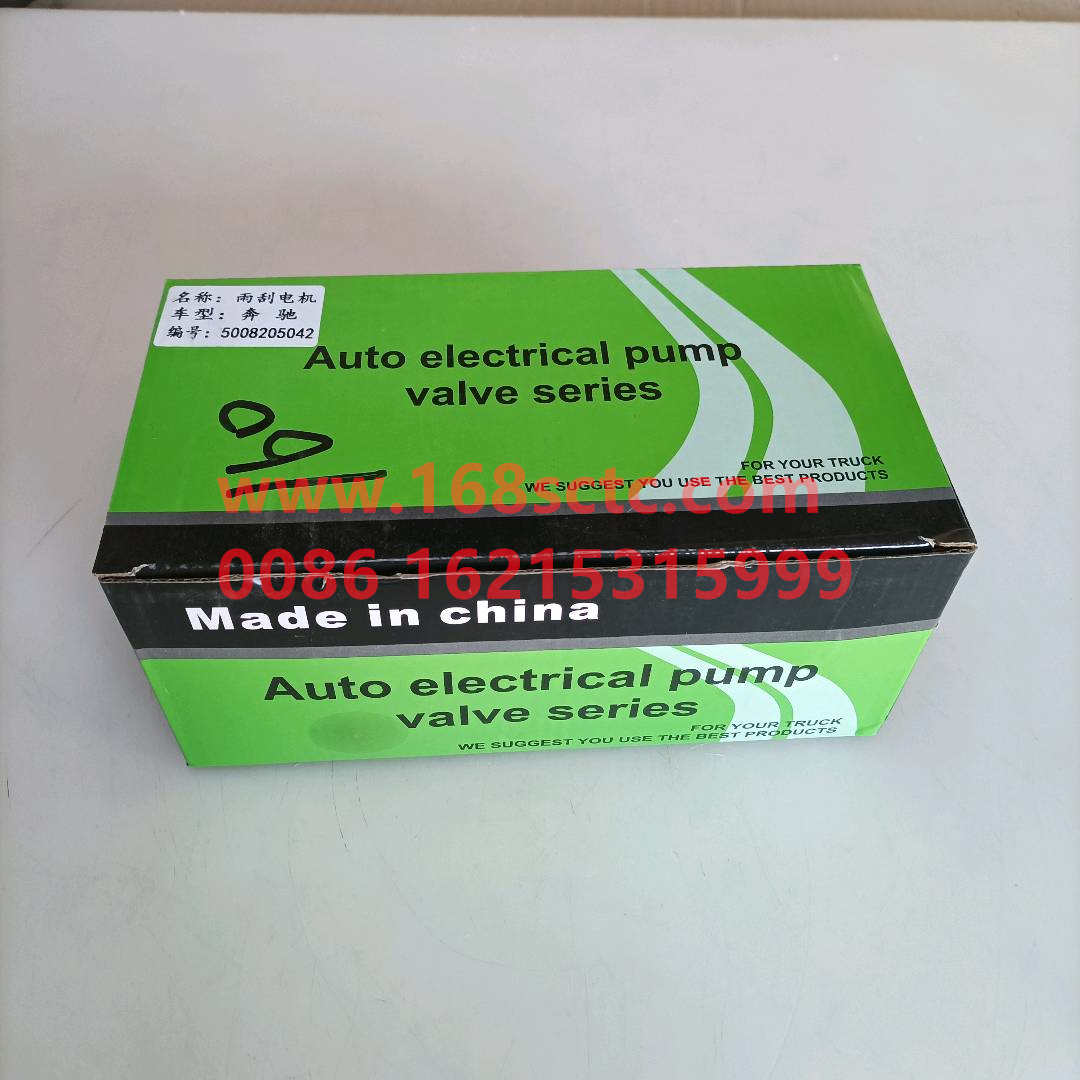 名称：雨刮电机
车型：奔 驰
编号：5008205042
Auto electrical pump
valve series
09
FOR YOUR TRUCK
WE SUGGEST YOU USE THE BEST PRODUCTS
www.168sctc.com
0086 16215315999
Made in china
Auto electrical pump
valve series
FOR YOUR TRUCK
WE SUGGEST YOU USE THE BEST PRODUCTS